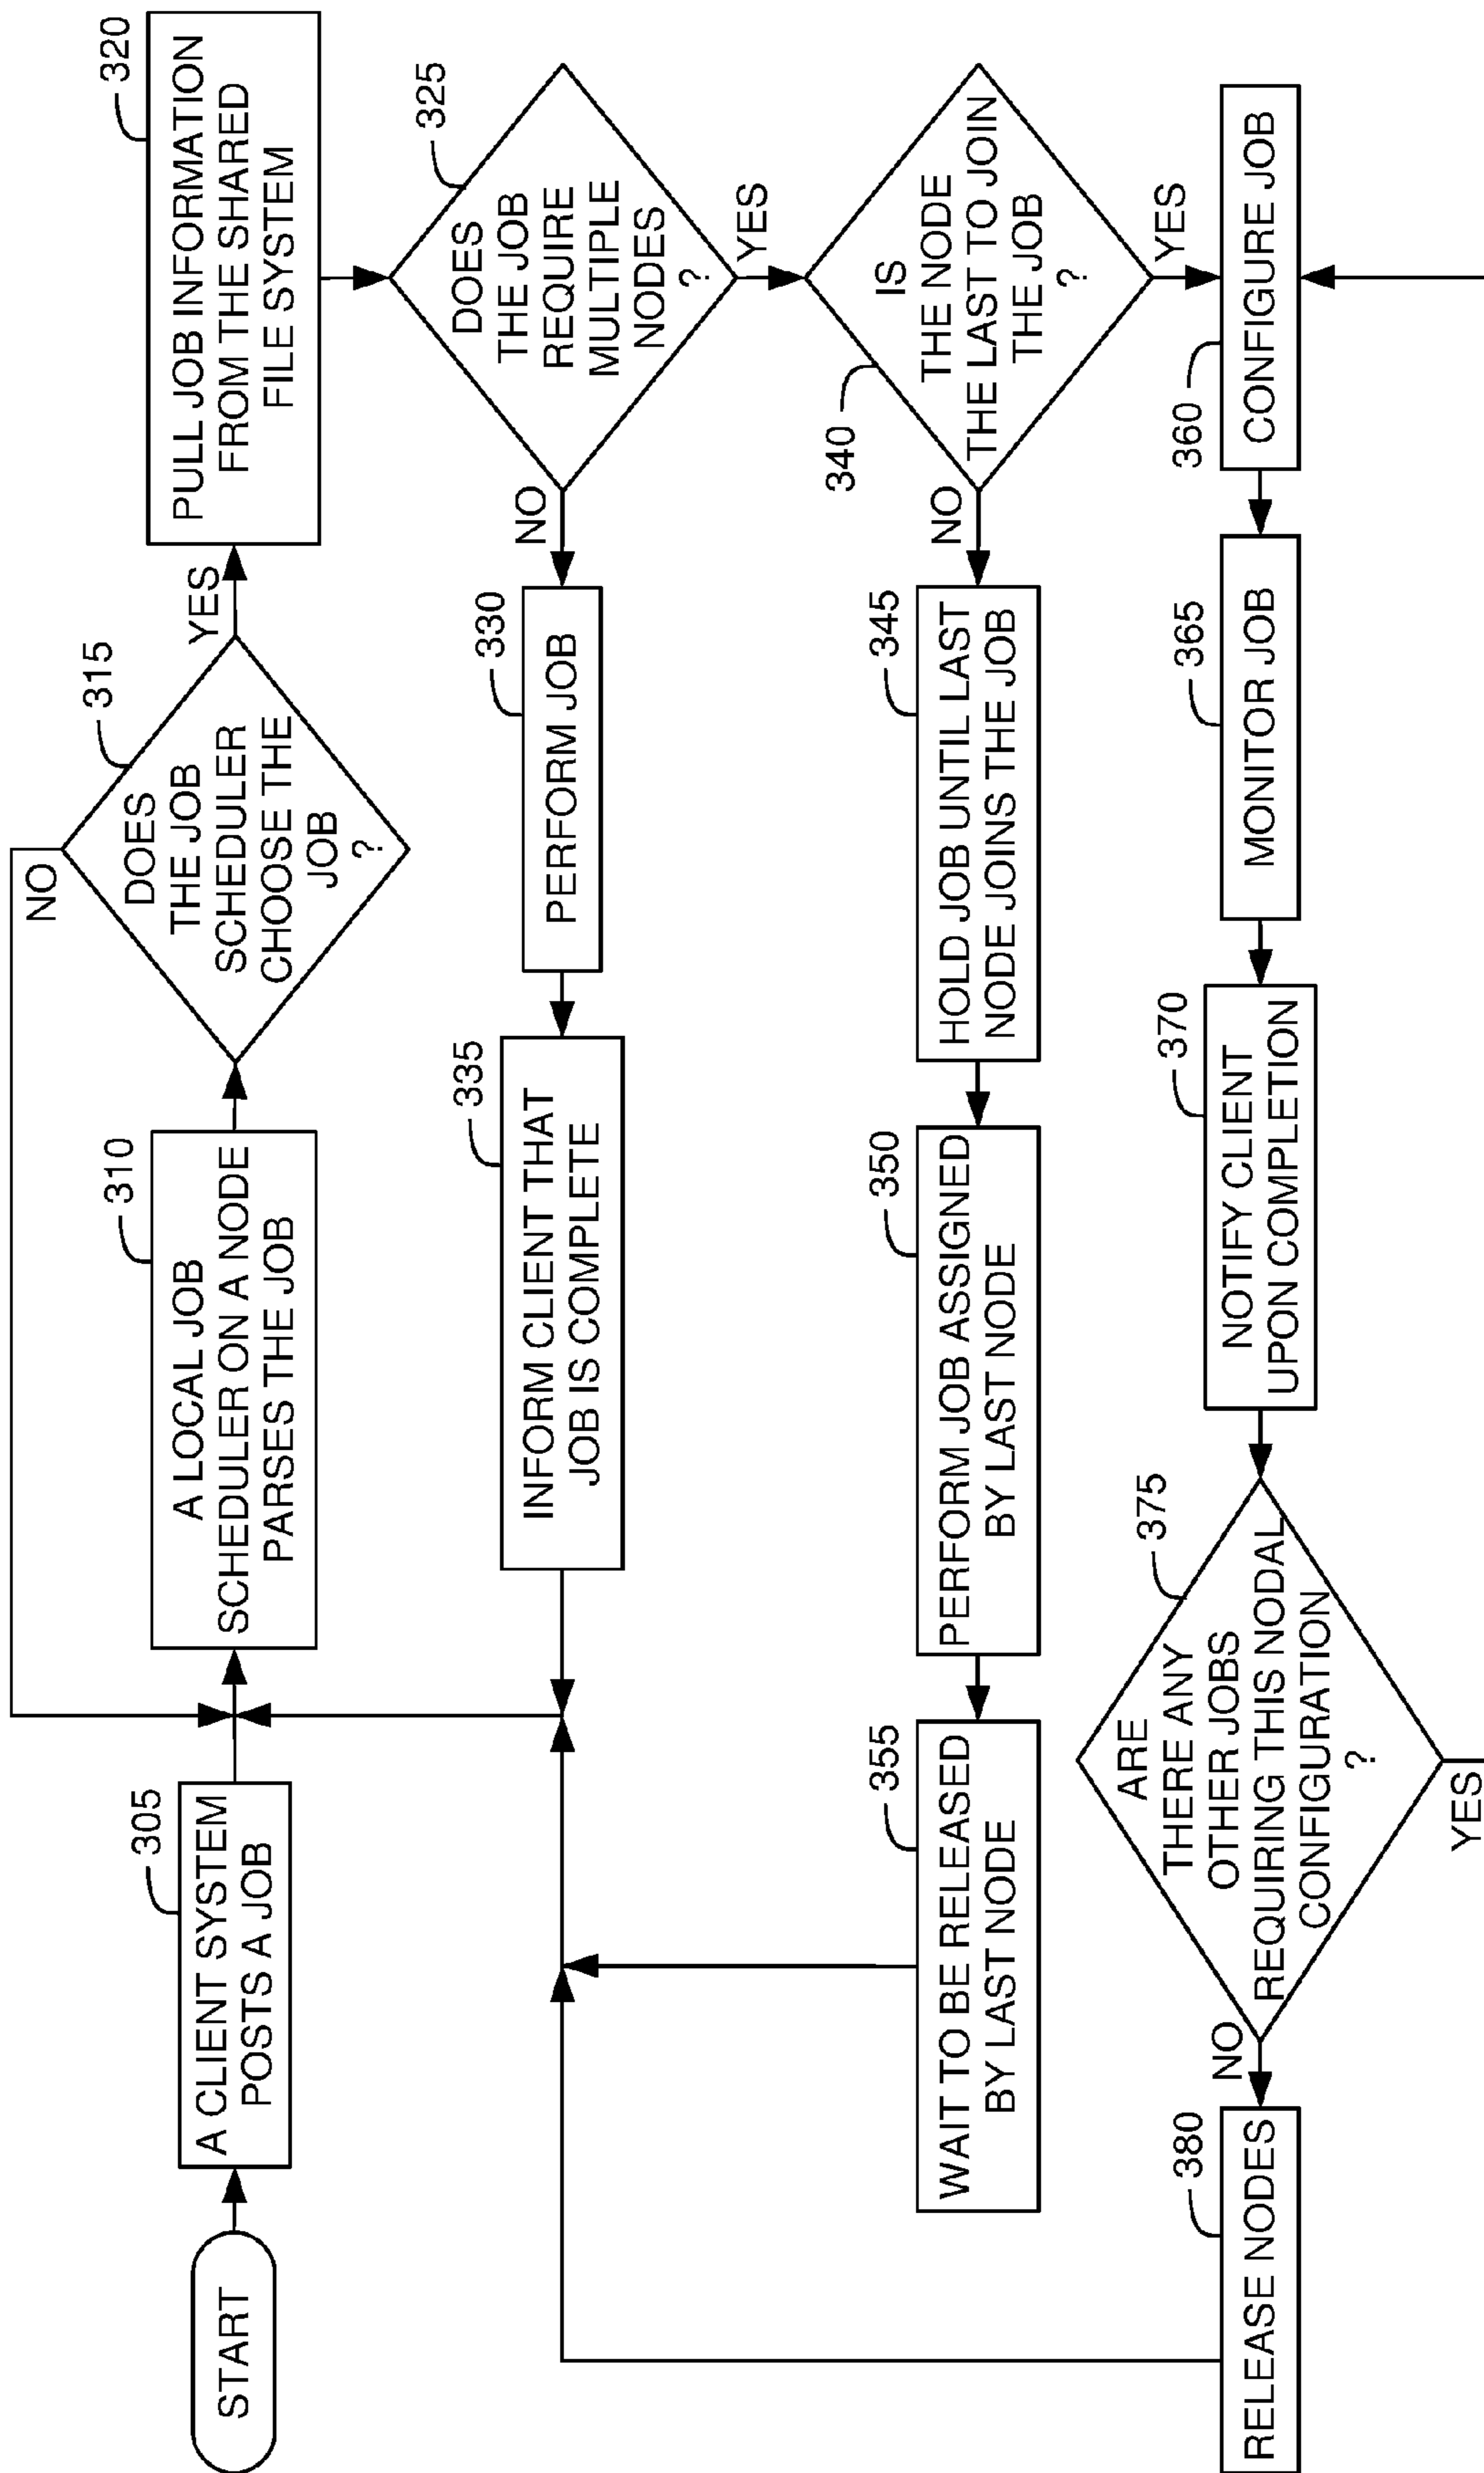 START
305
A CLIENT SYSTEM
POSTS A JOB
310
A LOCAL JOB
SCHEDULER ON A NODE
PARSES THE JOB
315
DOES
THE JOB
SCHEDULER
CHOOSE THE
JOB
?
NO
YES
320
PULL JOB INFORMATION
FROM THE SHARED
FILE SYSTEM
325
DOES
THE JOB
REQUIRE
MULTIPLE
NODES
?
NO
YES
330
PERFORM JOB
335
INFORM CLIENT THAT
JOB IS COMPLETE
340
IS
THE NODE
THE LAST TO JOIN
THE JOB
?
NO
YES
345
HOLD JOB UNTIL LAST
NODE JOINS THE JOB
350
PERFORM JOB ASSIGNED
BY LAST NODE
355
WAIT TO BE RELEASED
BY LAST NODE
360
CONFIGURE JOB
365
MONITOR JOB
370
NOTIFY CLIENT
UPON COMPLETION
375
ARE
THERE ANY
OTHER JOBS
REQUIRING THIS NODAL
CONFIGURATION
?
NO
YES
380
RELEASE NODES